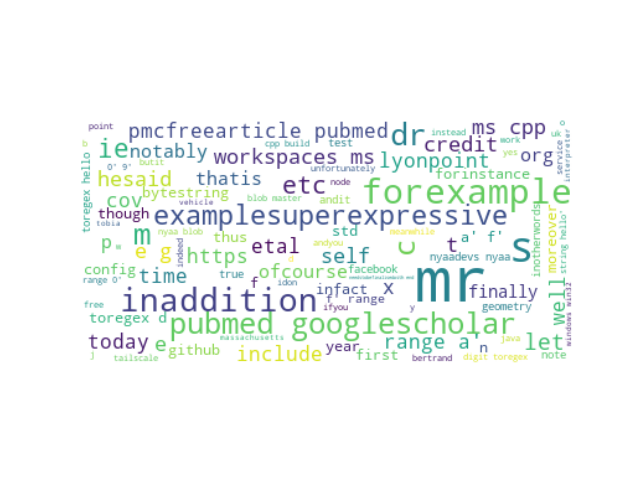 point
pmcfreearticle pubmed
dr
cpp build
test
instead
ms cpp
work
o
uk
b
0' 9'
ie
notably
workspaces ms
credit
yes
org
service
interpreter
toregex hello
butit
unfortunately
lyonpoint
hesaid
thatis
etc
node
forinstance
cov
bytestring
blob master
andit
forexample
though
vehicle
examplesuperexpressive
tobia
m
nyaa blob
thus
std
c
t
a' f'
s
inotherwords
moreover
string hello'
p
w
e g
indeed
https
etal
andyou
self
meanwhile
nyaadevs nyaa
config
time
true
ofcourse
d
facebook
mr
range 0'
f
idon
infact
x
finally
well
windows win32
free
inaddition
f' range
ifyou
y
geometry
toregex d
pubmed googlescholar
massachusetts
today
e
github
include
year
first
range a'
n
java
let
j
tailscale
bertrand
digit toregex
note